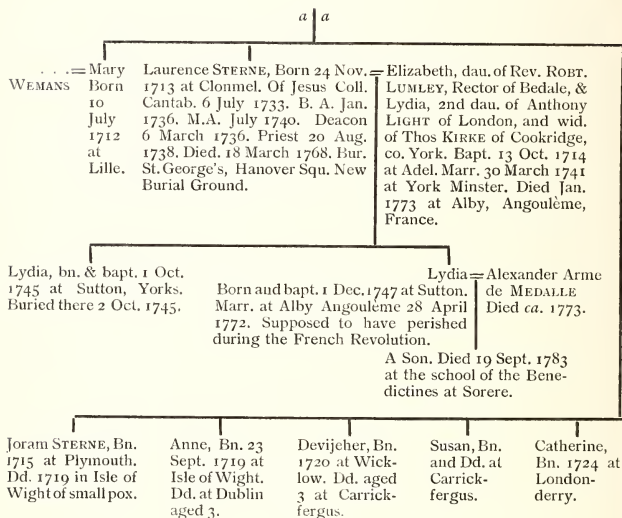 a a
. . . = Mary
WEMANS Born
10
July
1712
at
Lille.
Laurence STERNE, Born 24 Nov. =
1713 at Clonmel. Of Jesus Coll.
Cantab. 6 July 1733. B. A. Jan.
1736. M.A. July 1740. Deacon
6 March 1736. Priest 20 Aug.
1738. Died. 18 March 1768. Bur.
St. George's, Hanover Squ. New
Burial Ground.
Elizabeth, dau. of Rev. ROBT.
LUMLEY, Rector of Bedale, &
Lydia, 2nd dau. of Anthony
LIGHT of London, and wid.
of Thos KIRKE of Cookridge,
co. York. Bapt. 13 Oct. 1714
at Adel. Marr. 30 March 1741
at York Minster. Died Jan.
1773 at Alby, Angoulème,
France.
Lydia, bn. & bapt. 1 Oct.
1745 at Sutton, Yorks.
Buried there 2 Oct. 1745.
Lydia = Alexander Arme
de MEDALLE
Died ca. 1773.
Born and bapt. 1 Dec. 1747 at Sutton.
Marr. at Alby Angoulème 28 April
1772. Supposed to have perished
during the French Revolution.
A Son. Died 19 Sept. 1783
at the school of the Bene-
dictines at Sorere.
Joram STERNE, Bn.
1715 at Plymouth.
Dd. 1719 in Isle of
Wight of small pox.
Anne, Bn. 23
Sept. 1719 at
Isle of Wight.
Dd. at Dublin
aged 3.
Devijeher, Bn.
1720 at Wick-
low. Dd. aged
3 at Carrick-
fergus.
Susan, Bn.
and Dd. at
Carrick-
fergus.
Catherine,
Bn. 1724 at
London-
derry.